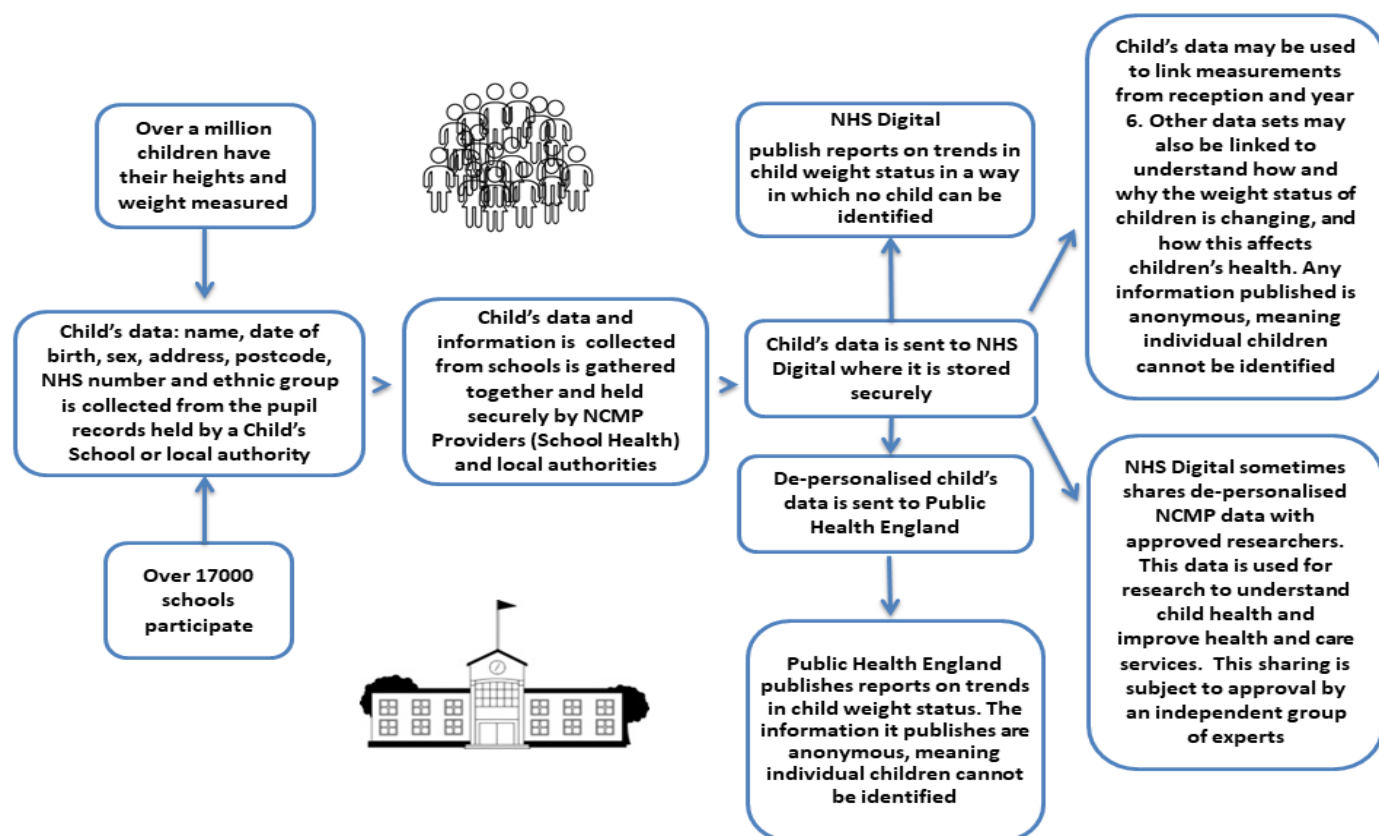 Over a million
children have
their heights and
weight measured
Child's data: name, date of
birth, sex, address, postcode,
NHS number and ethnic group
is collected from the pupil
records held by a Child's
School or local authority
Over 17000
schools
participate
Child's data and
information is  collected
from schools is gathered
together and held
securely by NCMP
Providers (School Health)
and local authorities
NHS Digital
publish reports on trends in
child weight status in a way
in which no child can be
identified
Child's data is sent to NHS
Digital where it is stored
securely
De-personalised child's
data is sent to Public
Health England
Public Health England
publishes reports on trends
in child weight status. The
information it publishes are
anonymous, meaning
individual children cannot
be identified
Child's data may be used
to link measurements
from reception and year
6. Other data sets may
also be linked to
understand how and
why the weight status of
children is changing, and
how this affects
children's health. Any
information published is
anonymous, meaning
individual children
cannot be identified
NHS Digital sometimes
shares de-personalised
NCMP data with
approved researchers.
This data is used for
research to understand
child health and
improve health and care
services.  This sharing is
subject to approval by
an independent group
of experts